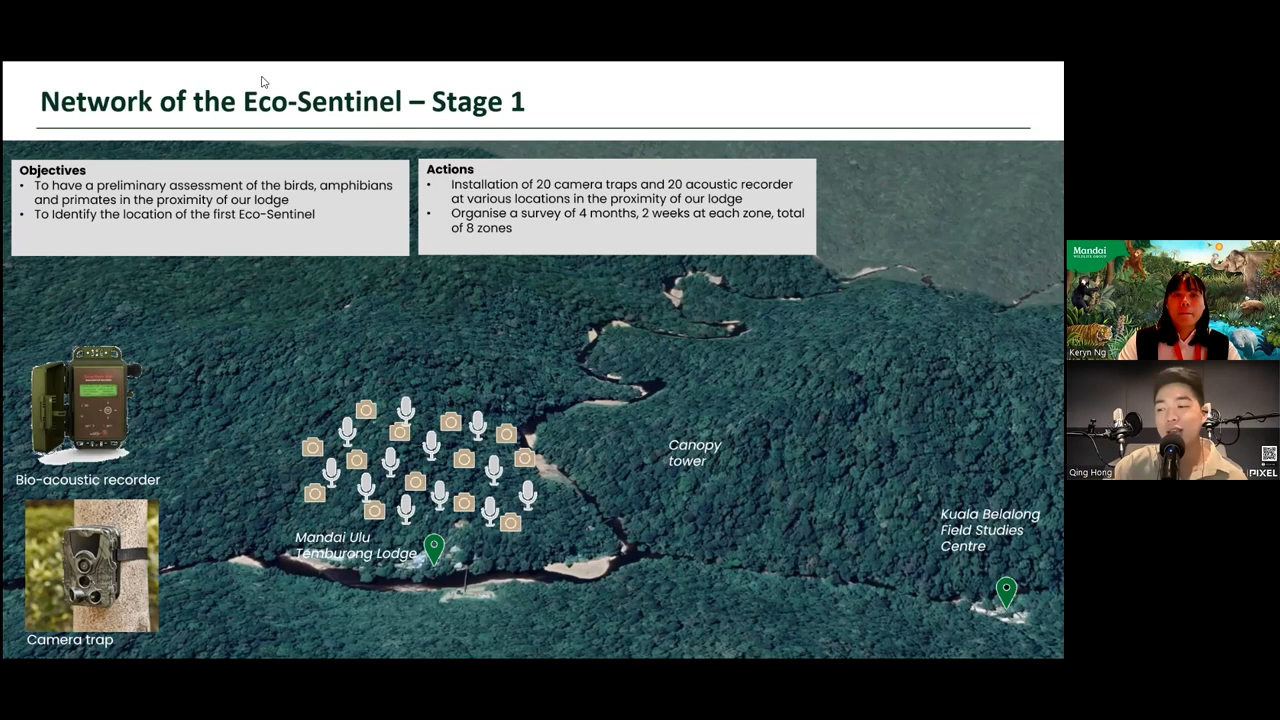 Network of the Eco-Sentinel – Stage 1
Objectives
• To have a preliminary assessment of the birds, amphibians
and primates in the proximity of our lodge
• To Identify the location of the first Eco-Sentinel
Actions
• Installation of 20 camera traps and 20 acoustic recorder
at various locations in the proximity of our lodge
• Organise a survey of 4 months, 2 weeks at each zone, total
of 8 zones
Bio-acoustic recorder
Camera trap
Mandai Ulu
Temburong Lodge
Canopy
tower
Kuala Belalong
Field Studies
Centre
Mandai
WILDLIFE GROUP
Keryn Ng
Qing Hong
PIXEL